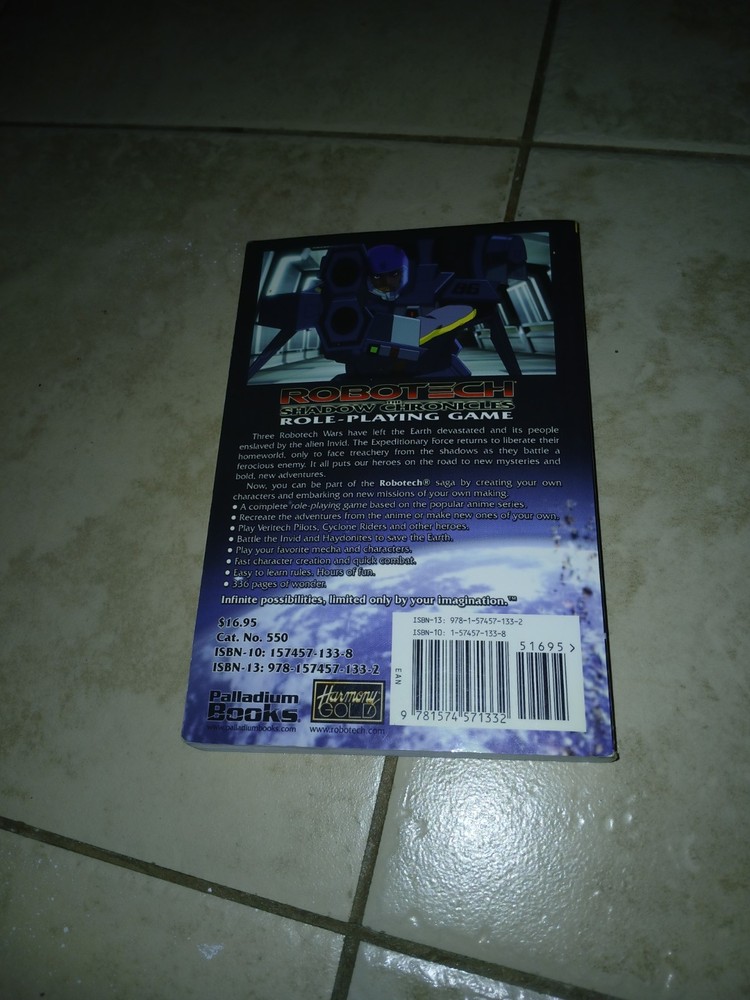 ROBOTECH
THE
SHADOW CHRONICLES
ROLE-PLAYING GAME
Three Robotech Wars have left the Earth devastated and its people
enslaved by the alien Invid. The Expeditionary Force returns to liberate their
homeworld, only to face treachery from the shadows as they battle a
ferocious enemy. It all puts our heroes on the road to new mysteries and
bold, new adventures.
Now, you can be part of the Robotech® saga by creating your own
characters and embarking on new missions of your own making.
• A complete role-playing game based on the popular anime series.
• Recreate the adventures from the anime or make new ones of your own.
• Play Veritech Pilots, Cyclone Riders and other heroes.
• Battle the Invid and Haydonites to save the Earth.
• Play your favorite mecha and characters.
• Fast character creation and quick combat.
• Easy to learn rules. Hours of fun.
• 336 pages of wonder.
Infinite possibilities, limited only by your imagination.™
$16.95
Cat. No. 550
ISBN-10: 157457-133-8
ISBN-13: 978-157457-133-2
Palladium
Books®
www.palladiumbooks.com
Harmony
GOLD
www.robotech.com
ISBN-13: 978-1-57457-133-2
ISBN-10: 1-57457-133-8
51695>
EAN
9 781574 571332